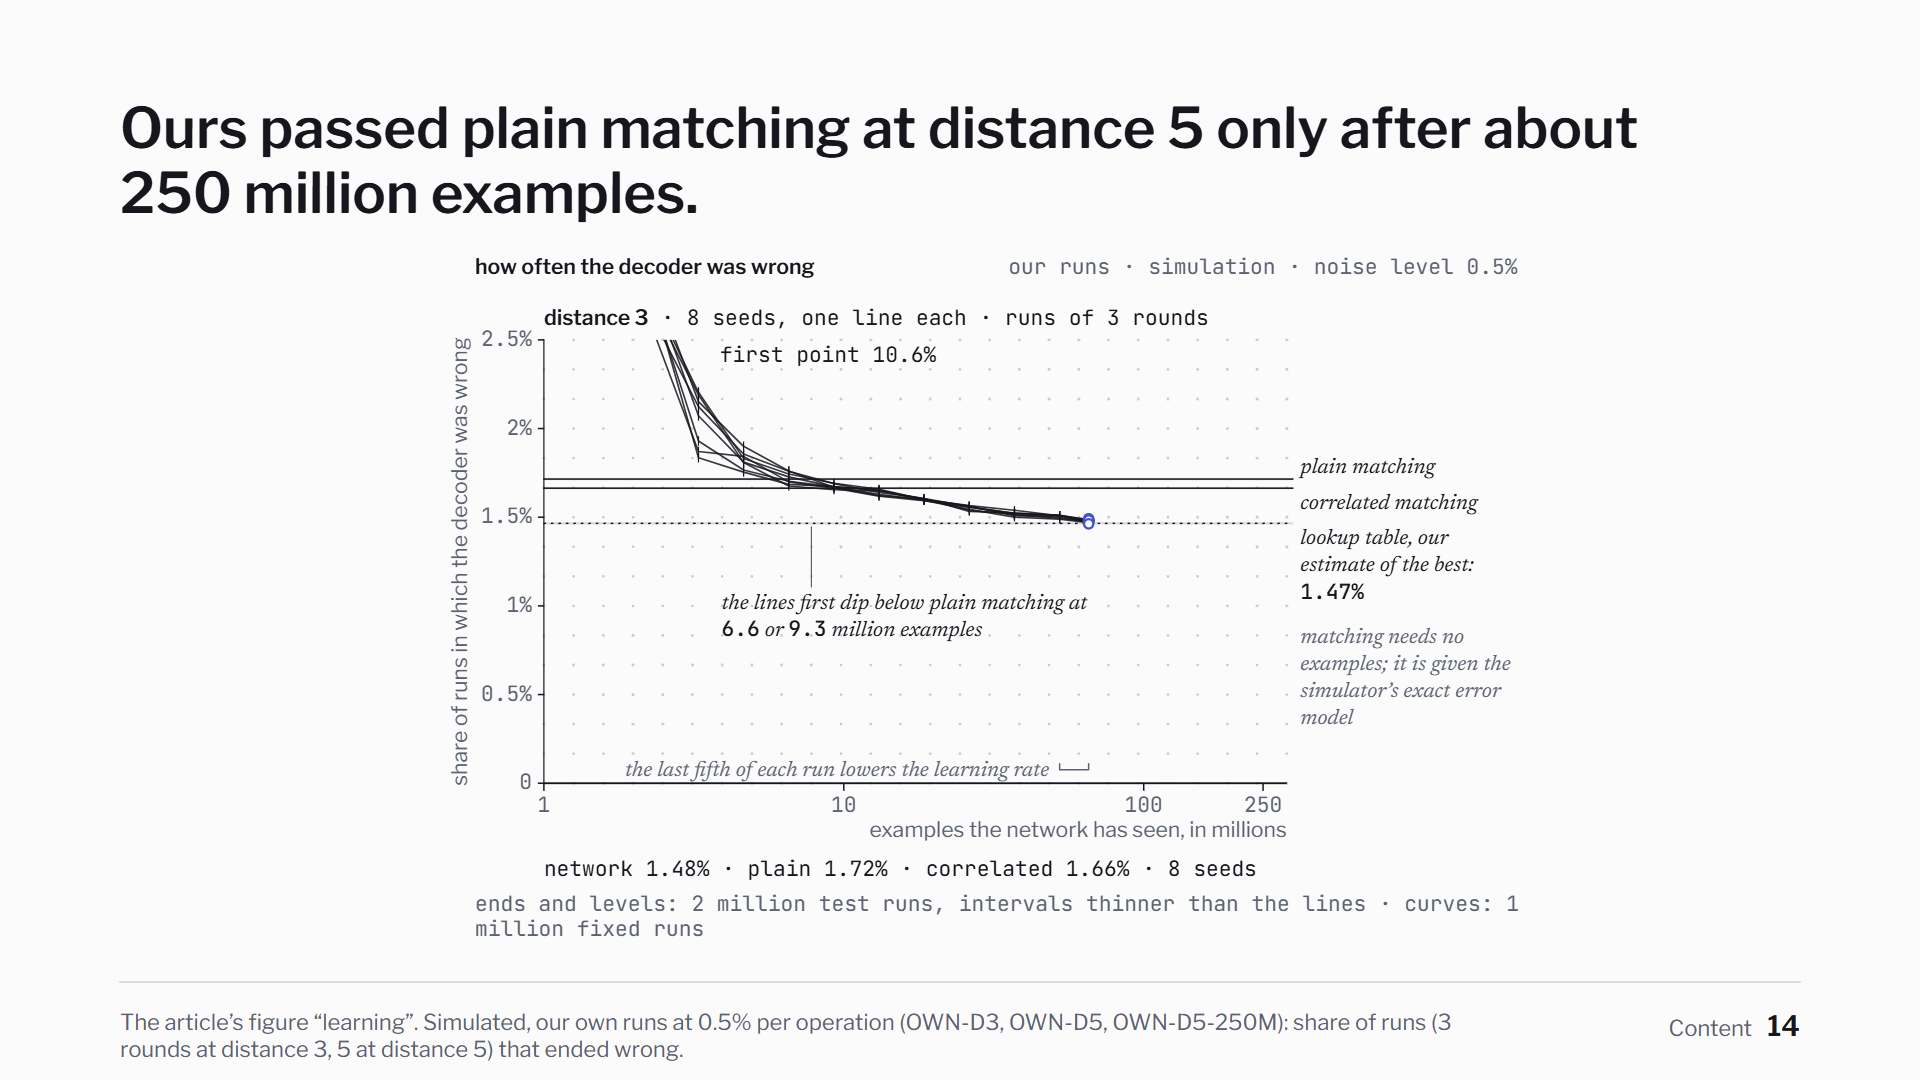 Ours passed plain matching at distance 5 only after about
250 million examples.
how often the decoder was wrong
our runs · simulation · noise level 0.5%
distance 3 · 8 seeds, one line each · runs of 3 rounds
first point 10.6%
share of runs in which the decoder was wrong
2.5%
2%
1.5%
1%
0.5%
0
plain matching
correlated matching
lookup table, our
estimate of the best:
1.47%
matching needs no
examples; it is given the
simulator's exact error
model
the lines first dip below plain matching at
6.6 or 9.3 million examples
the last fifth of each run lowers the learning rate
1
10
100
250
examples the network has seen, in millions
network 1.48% · plain 1.72% · correlated 1.66% · 8 seeds
ends and levels: 2 million test runs, intervals thinner than the lines · curves: 1
million fixed runs
The article's figure “learning”. Simulated, our own runs at 0.5% per operation (OWN-D3, OWN-D5, OWN-D5-250M): share of runs (3
rounds at distance 3, 5 at distance 5) that ended wrong.
Content 14